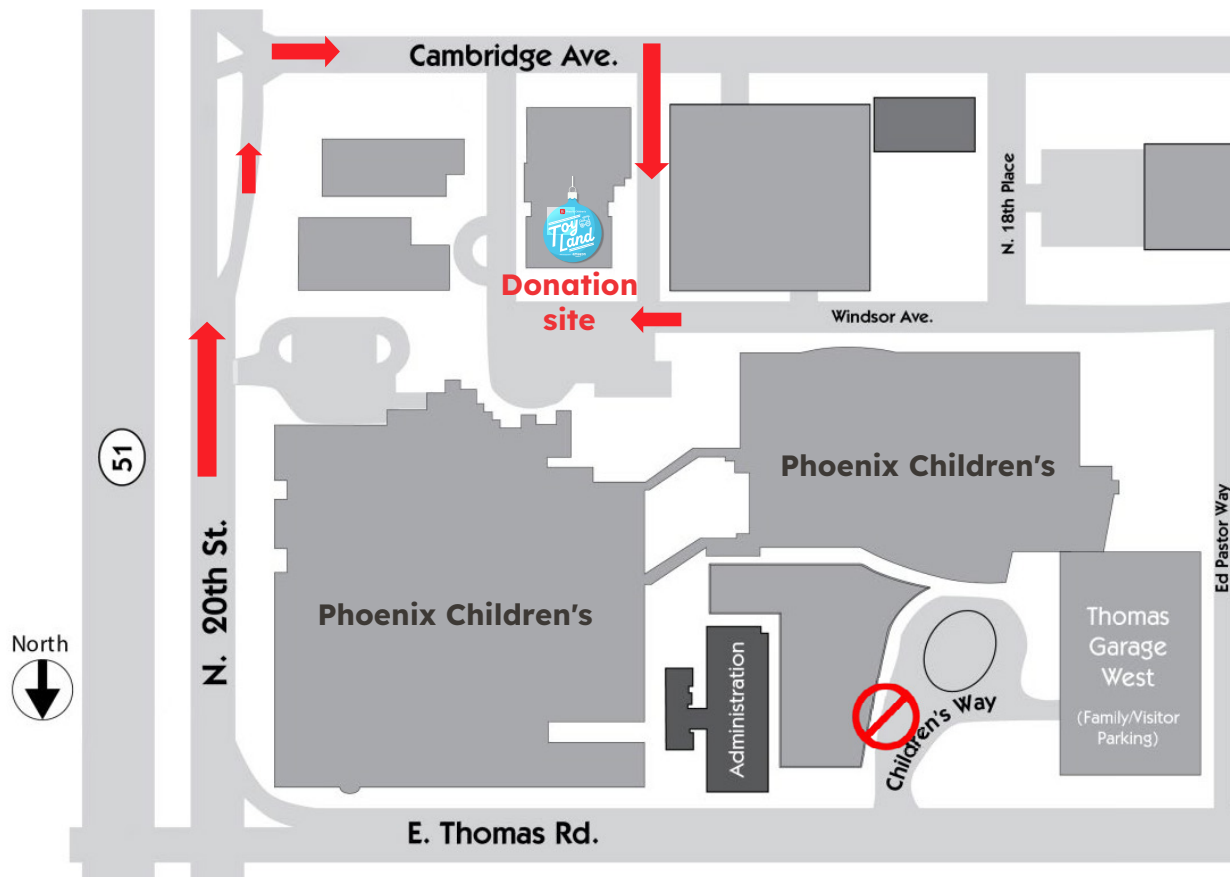 Cambridge Ave.
N. 18th Place
Toy
Land
Donation
site
Windsor Ave.
51
Phoenix Children's
Ed Pastor Way
N. 20th St.
Phoenix Children's
Thomas
Garage
West
(Family/Visitor
Parking)
North
Administration
Children's Way
E. Thomas Rd.